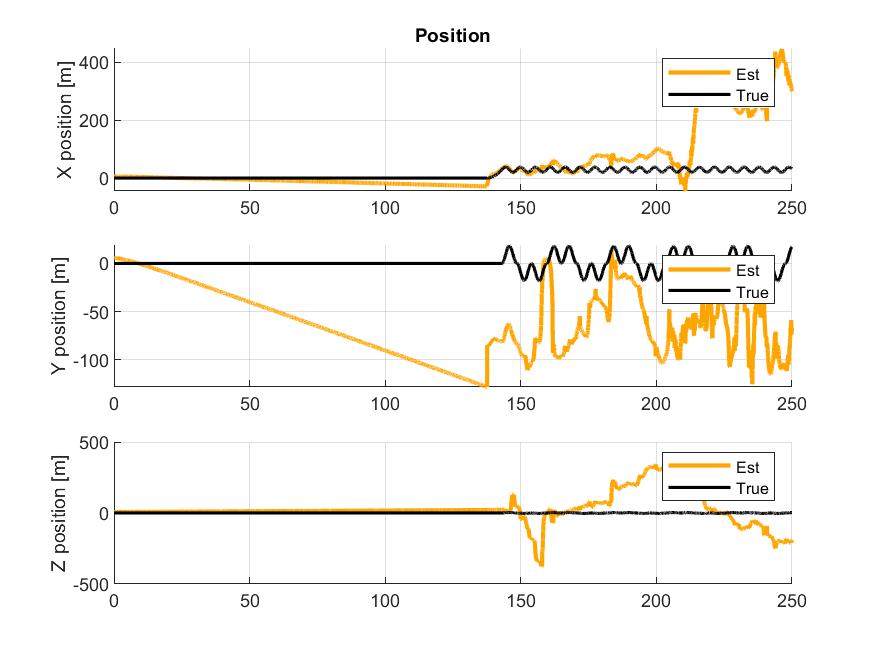 Position
X position [m]
400
200
0
Est
True
0 50 100 150 200 250
Y position [m]
0
-50
-100
Est
True
0 50 100 150 200 250
Z position [m]
500
0
-500
Est
True
0 50 100 150 200 250